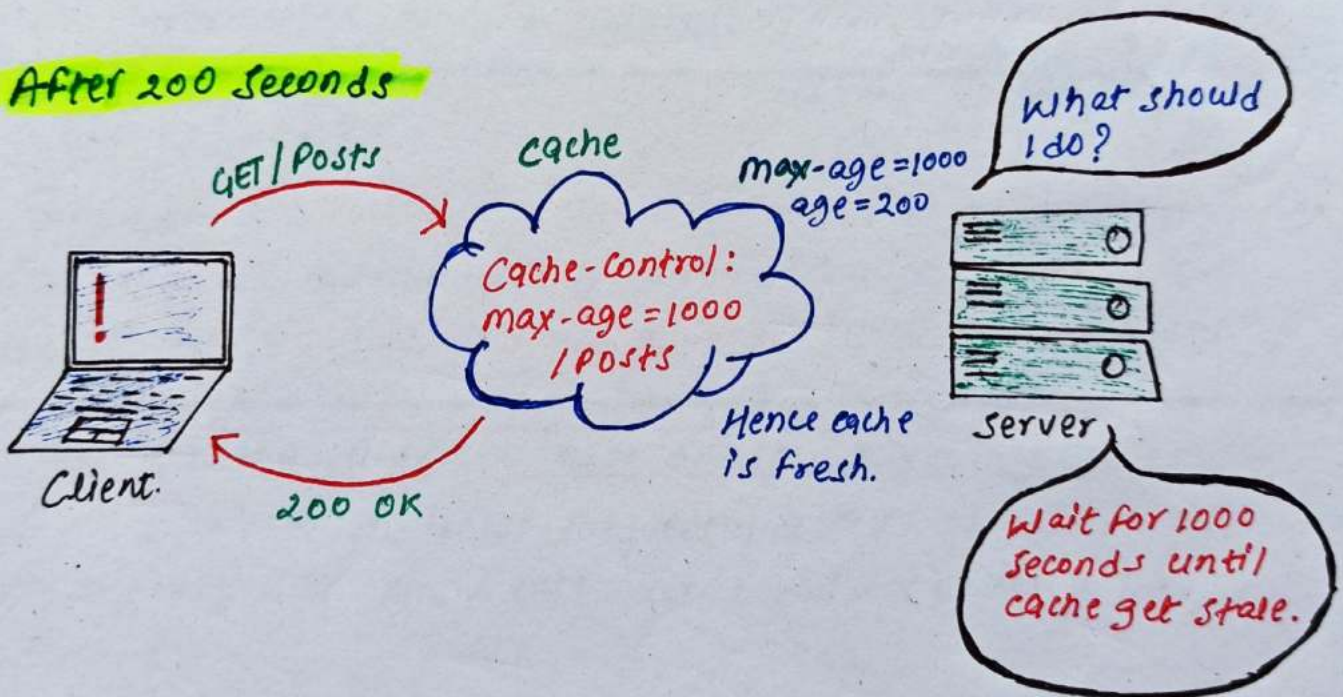 After 200 Seconds
GET/Posts
Cache
Cache-Control:
max-age=1000
/Posts
max-age=1000
age=200
Hence cache
is fresh.
200 OK
Client.
What should
I do?
server
Wait for 1000
seconds until
cache get stale.